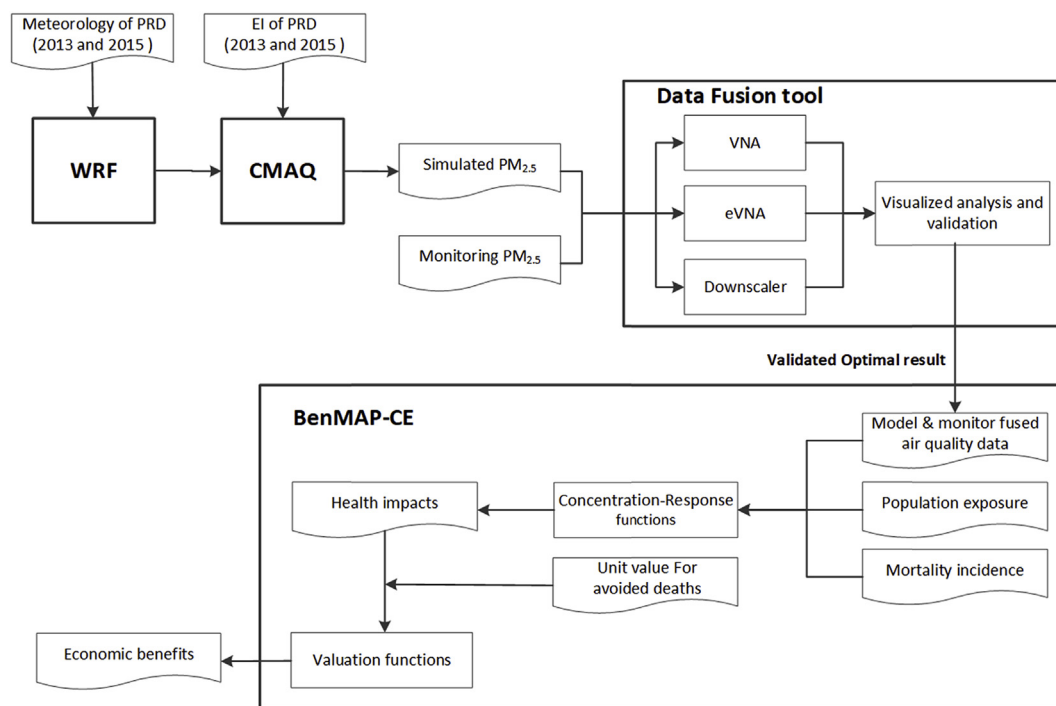 Meteorology of PRD
(2013 and 2015 )
EI of PRD
(2013 and 2015 )
WRF
CMAQ
Simulated PM₂.₅
Monitoring PM₂.₅
Data Fusion tool
VNA
eVNA
Downscaler
Visualized analysis and
validation
Validated Optimal result
BenMAP-CE
Model & monitor fused
air quality data
Population exposure
Mortality incidence
Concentration-Response
functions
Health impacts
Unit value For
avoided deaths
Valuation functions
Economic benefits